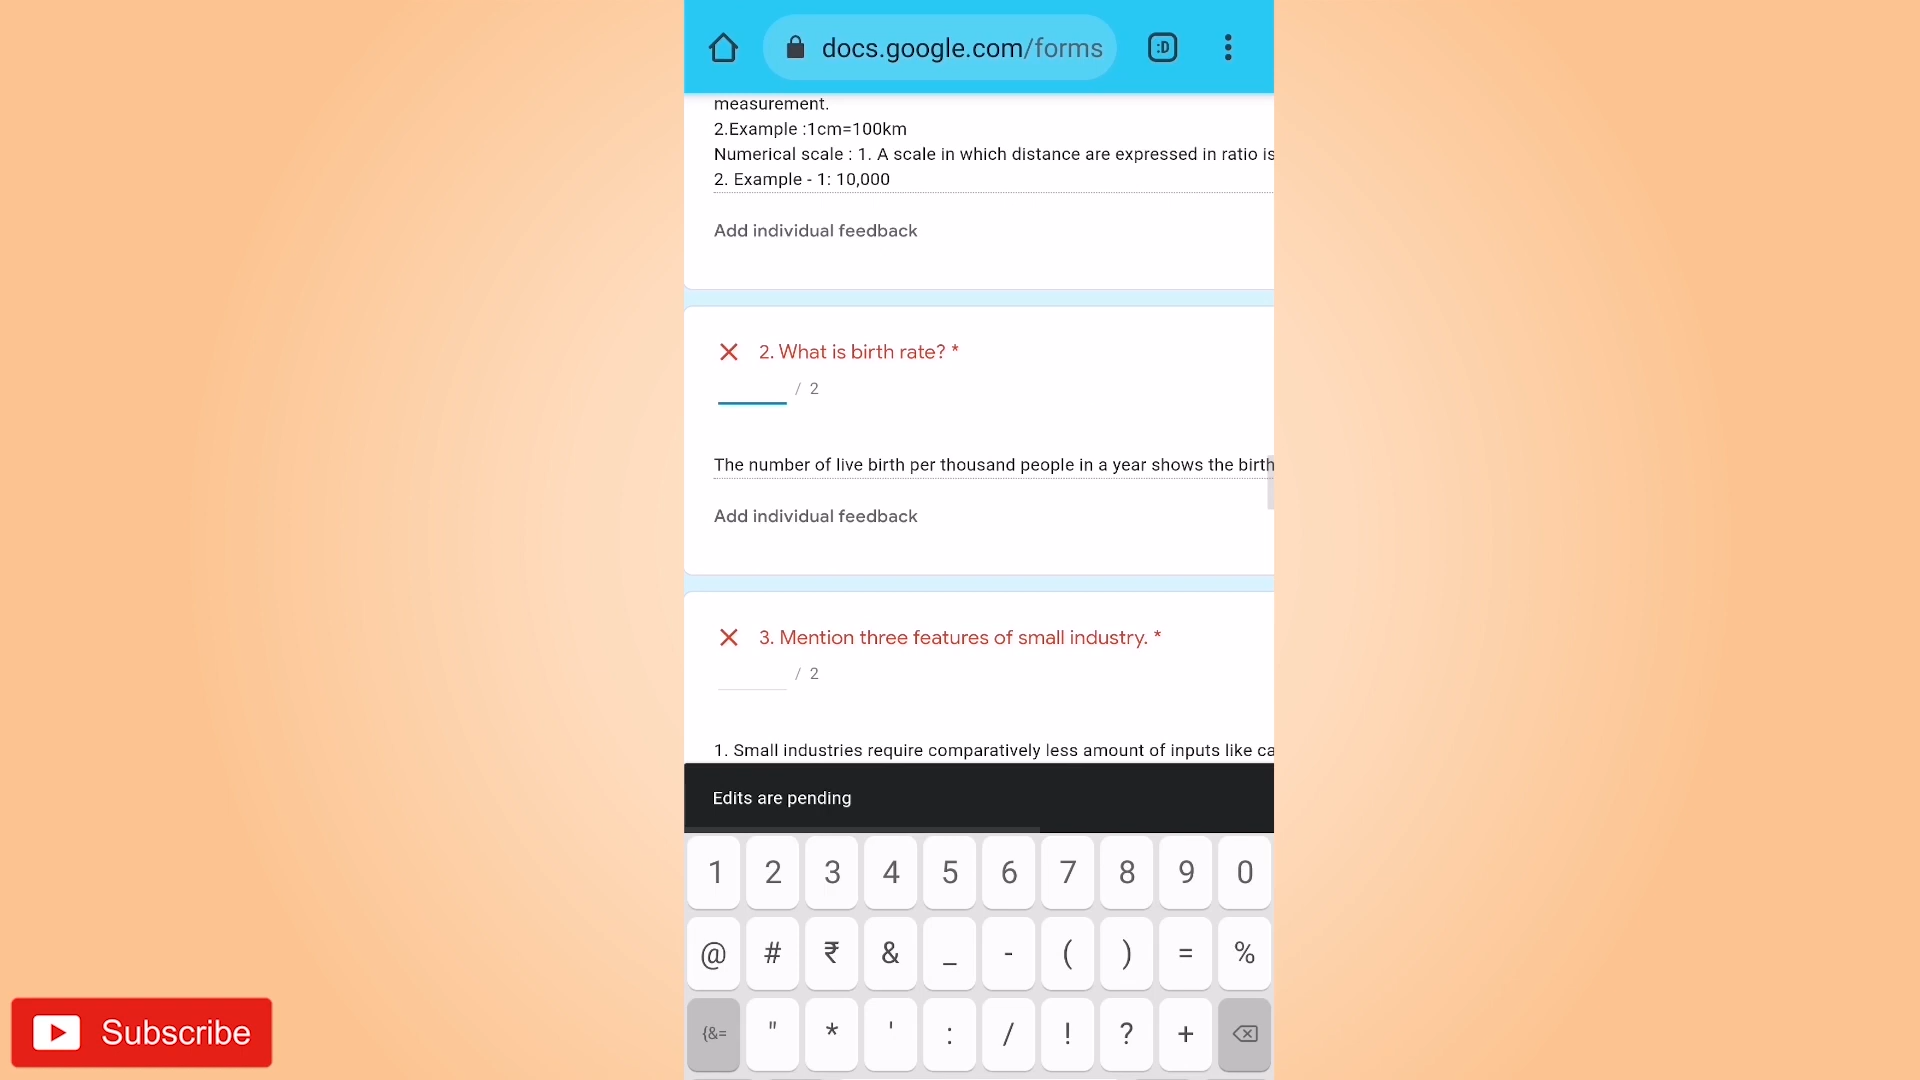 docs.google.com/forms
:D
measurement.
2.Example :1cm=100km
Numerical scale : 1. A scale in which distance are expressed in ratio is
2. Example - 1: 10,000
Add individual feedback
2. What is birth rate? *
/ 2
The number of live birth per thousand people in a year shows the birth
Add individual feedback
3. Mention three features of small industry. *
/ 2
1. Small industries require comparatively less amount of inputs like ca
Edits are pending
1 2 3 4 5 6 7 8 9 0
@ # ₹ & _ - ( ) = %
{&= " * ' : / ! ? +
Subscribe